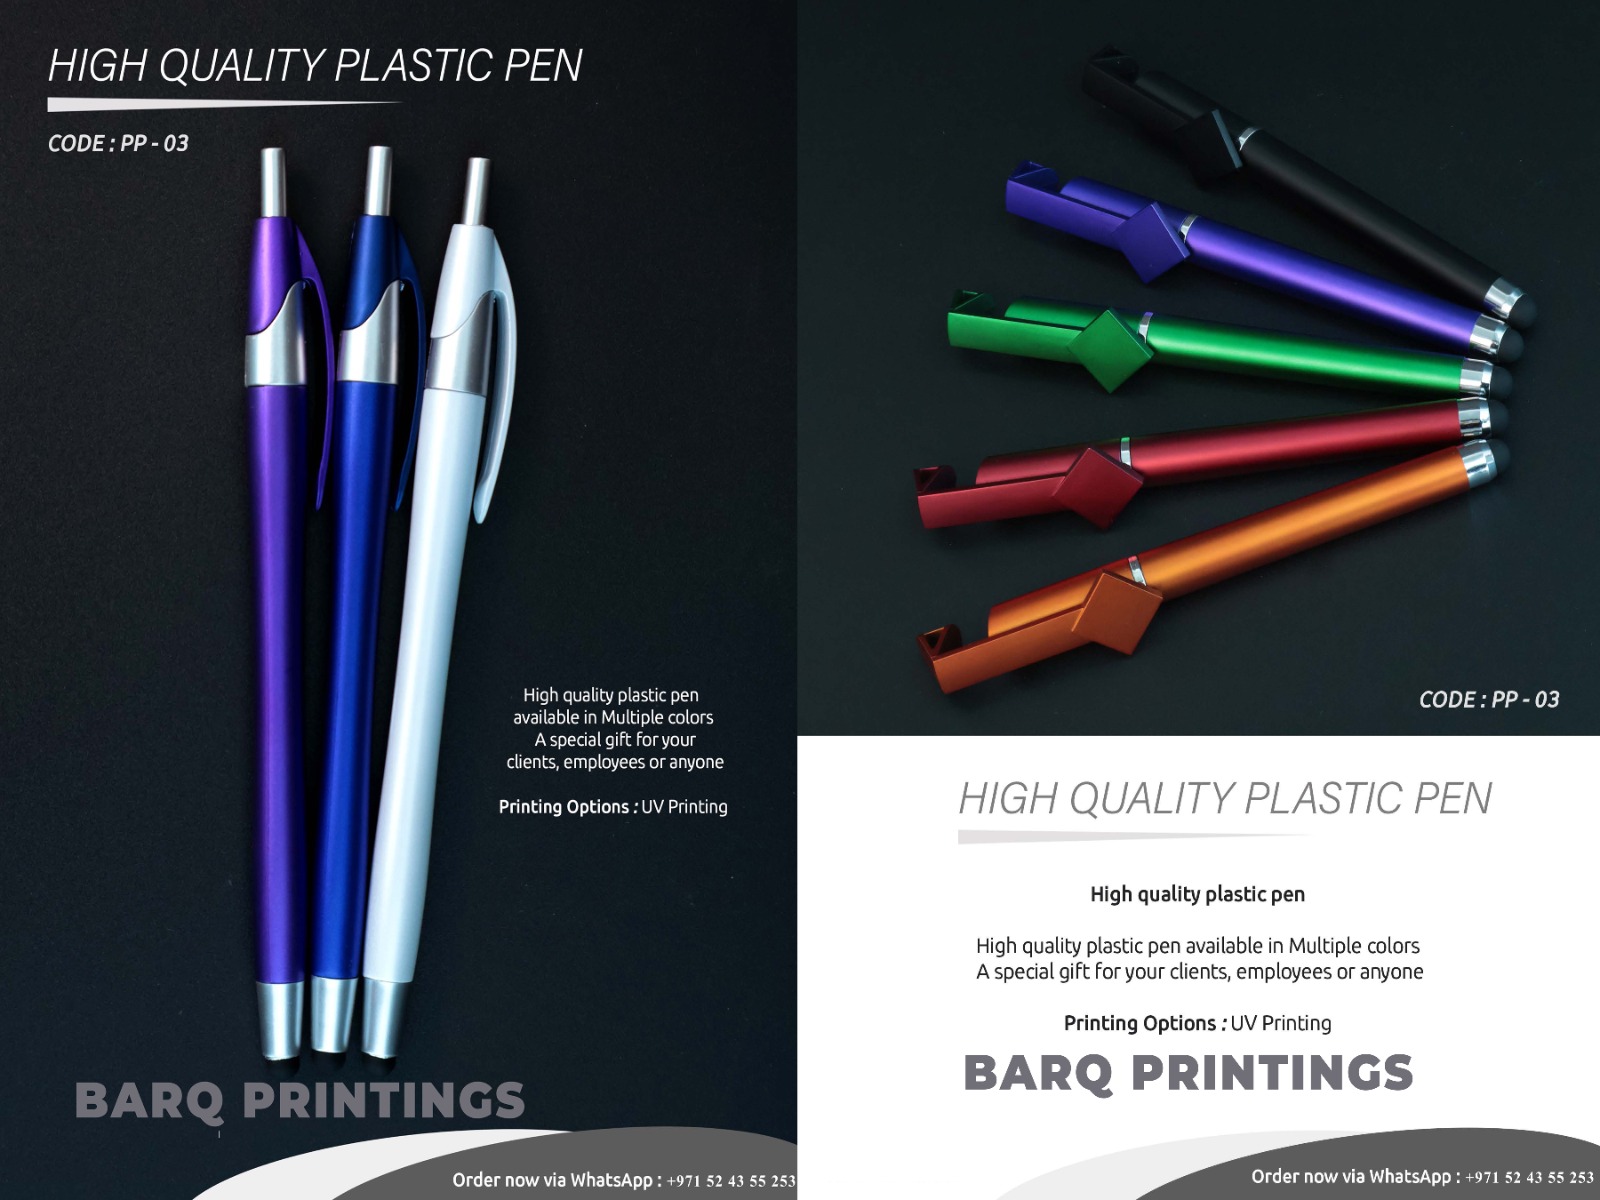 HIGH QUALITY PLASTIC PEN
CODE : PP - 03
High quality plastic pen
available in Multiple colors
A special gift for your
clients, employees or anyone
Printing Options : UV Printing
BARQ PRINTINGS
Order now via WhatsApp : +971 52 43 55 253
CODE : PP - 03
HIGH QUALITY PLASTIC PEN
High quality plastic pen
High quality plastic pen available in Multiple colors
A special gift for your clients, employees or anyone
Printing Options : UV Printing
BARQ PRINTINGS
Order now via WhatsApp : +971 52 43 55 253